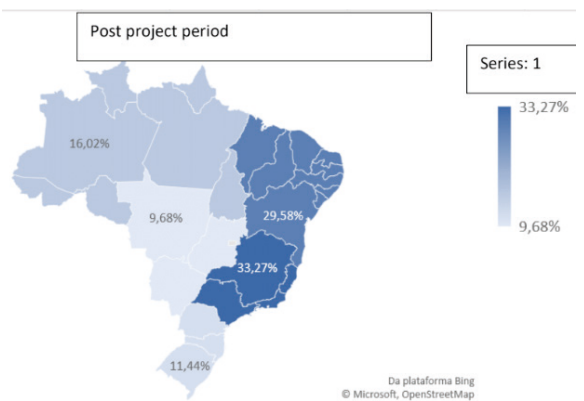 Post project period
Series: 1
33,27%
9,68%
16,02%
9,68%
29,58%
33,27%
11,44%
Da plataforma Bing
© Microsoft, OpenStreetMap